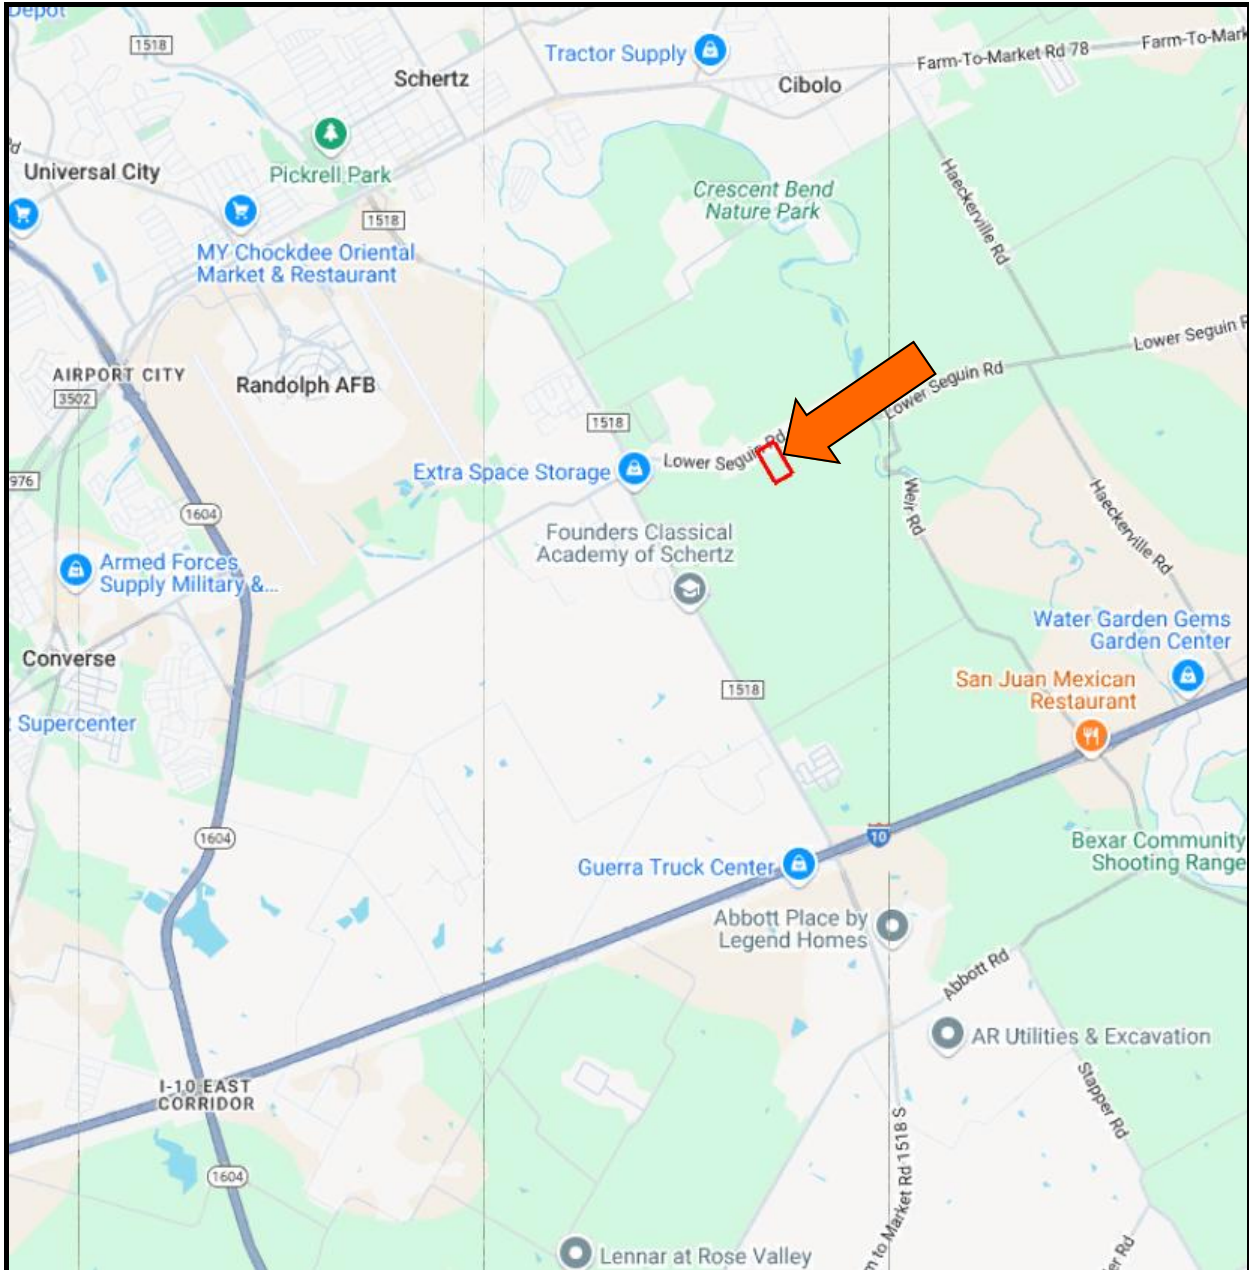 Depot
1518
Tractor Supply
Farm-To-Market Rd 78
Farm-To-Mark
Schertz
Cibolo
Universal City
Pickrell Park
Haeckerville Rd
Crescent Bend
Nature Park
1518
MY Chockdee Oriental
Market & Restaurant
Lower Seguin R
AIRPORT CITY
Randolph AFB
3502
Lower Seguin Rd
1518
Lower Seguin Rd
Extra Space Storage
976
1604
Weir Rd
Haeckerville Rd
Founders Classical
Academy of Schertz
Armed Forces
Supply Military &...
Water Garden Gems
Garden Center
Converse
San Juan Mexican
Restaurant
1518
Supercenter
10
1604
Bexar Community
Shooting Range
Guerra Truck Center
Abbott Place by
Legend Homes
Abbott Rd
AR Utilities & Excavation
Stapper Rd
I-10 EAST
CORRIDOR
1604
m to Market Rd 1518 S
er Rd
Lennar at Rose Valley